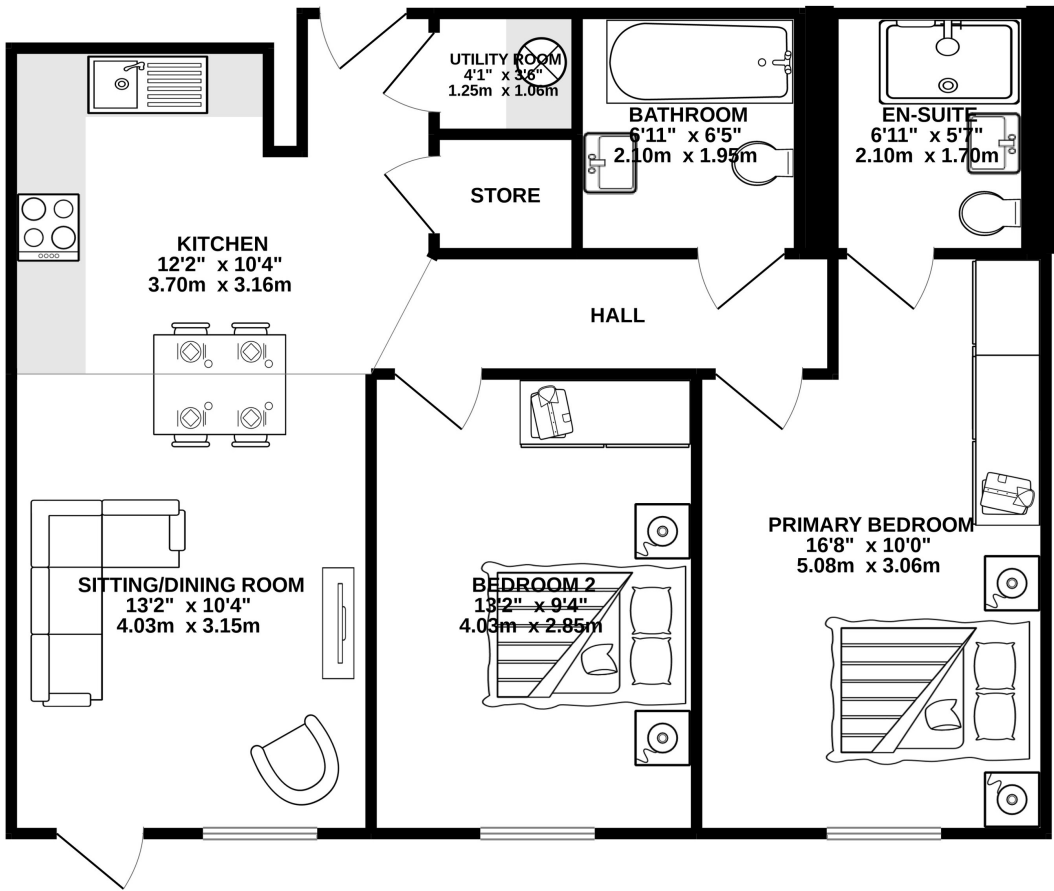 UTILITY ROOM
4'1" x 3'6"
1.25m x 1.06m
BATHROOM
6'11" x 6'5"
2.10m x 1.95m
EN-SUITE
6'11" x 5'7"
2.10m x 1.70m
STORE
KITCHEN
12'2" x 10'4"
3.70m x 3.16m
HALL
PRIMARY BEDROOM
16'8" x 10'0"
5.08m x 3.06m
SITTING/DINING ROOM
13'2" x 10'4"
4.03m x 3.15m
BEDROOM 2
13'2" x 9'4"
4.03m x 2.85m